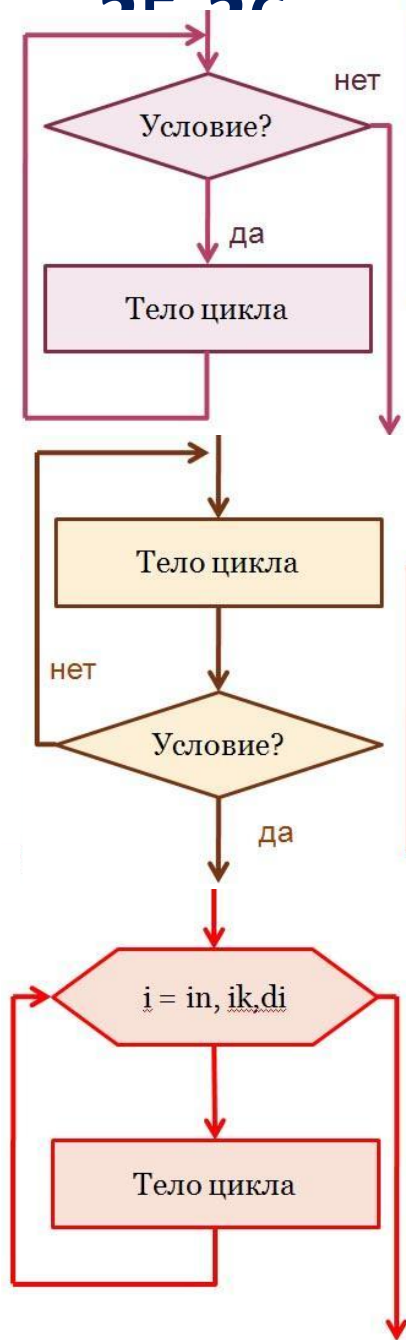 нет
Условие?
да
Тело цикла
Тело цикла
нет
Условие?
да
i = in, ik,di
Тело цикла